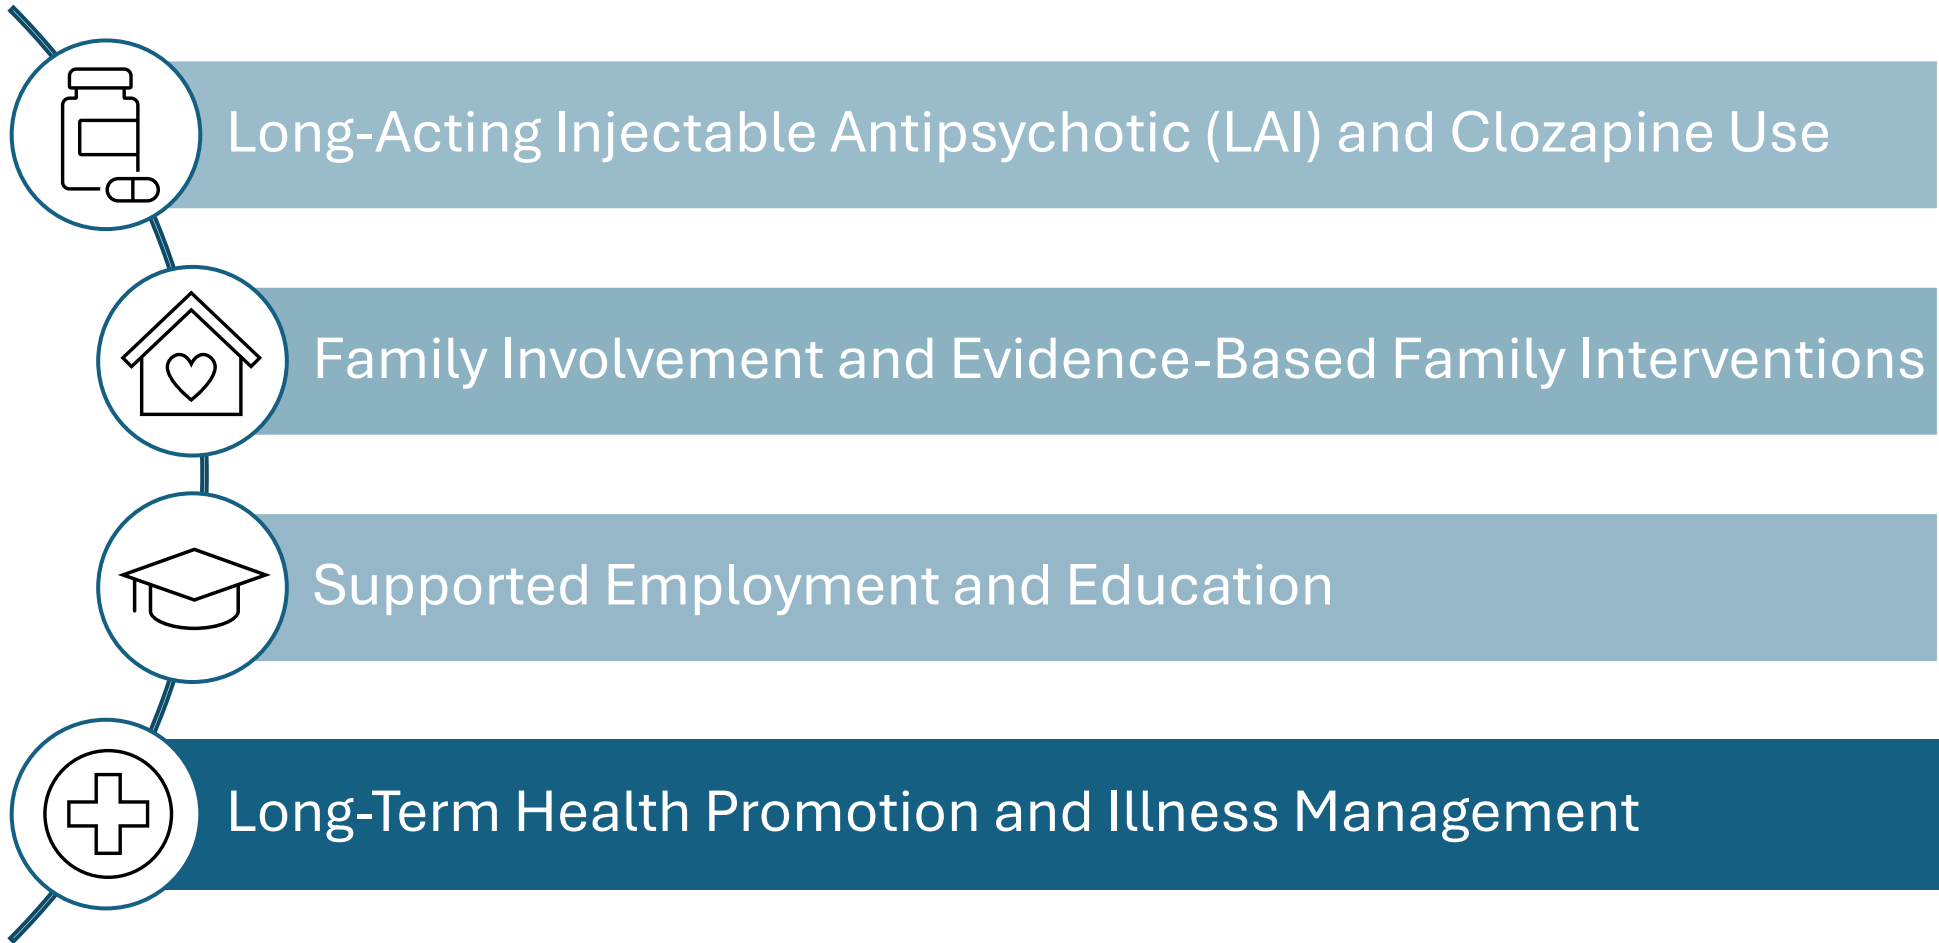 Long-Acting Injectable Antipsychotic (LAI) and Clozapine Use
Family Involvement and Evidence-Based Family Interventions
Supported Employment and Education
Long-Term Health Promotion and Illness Management